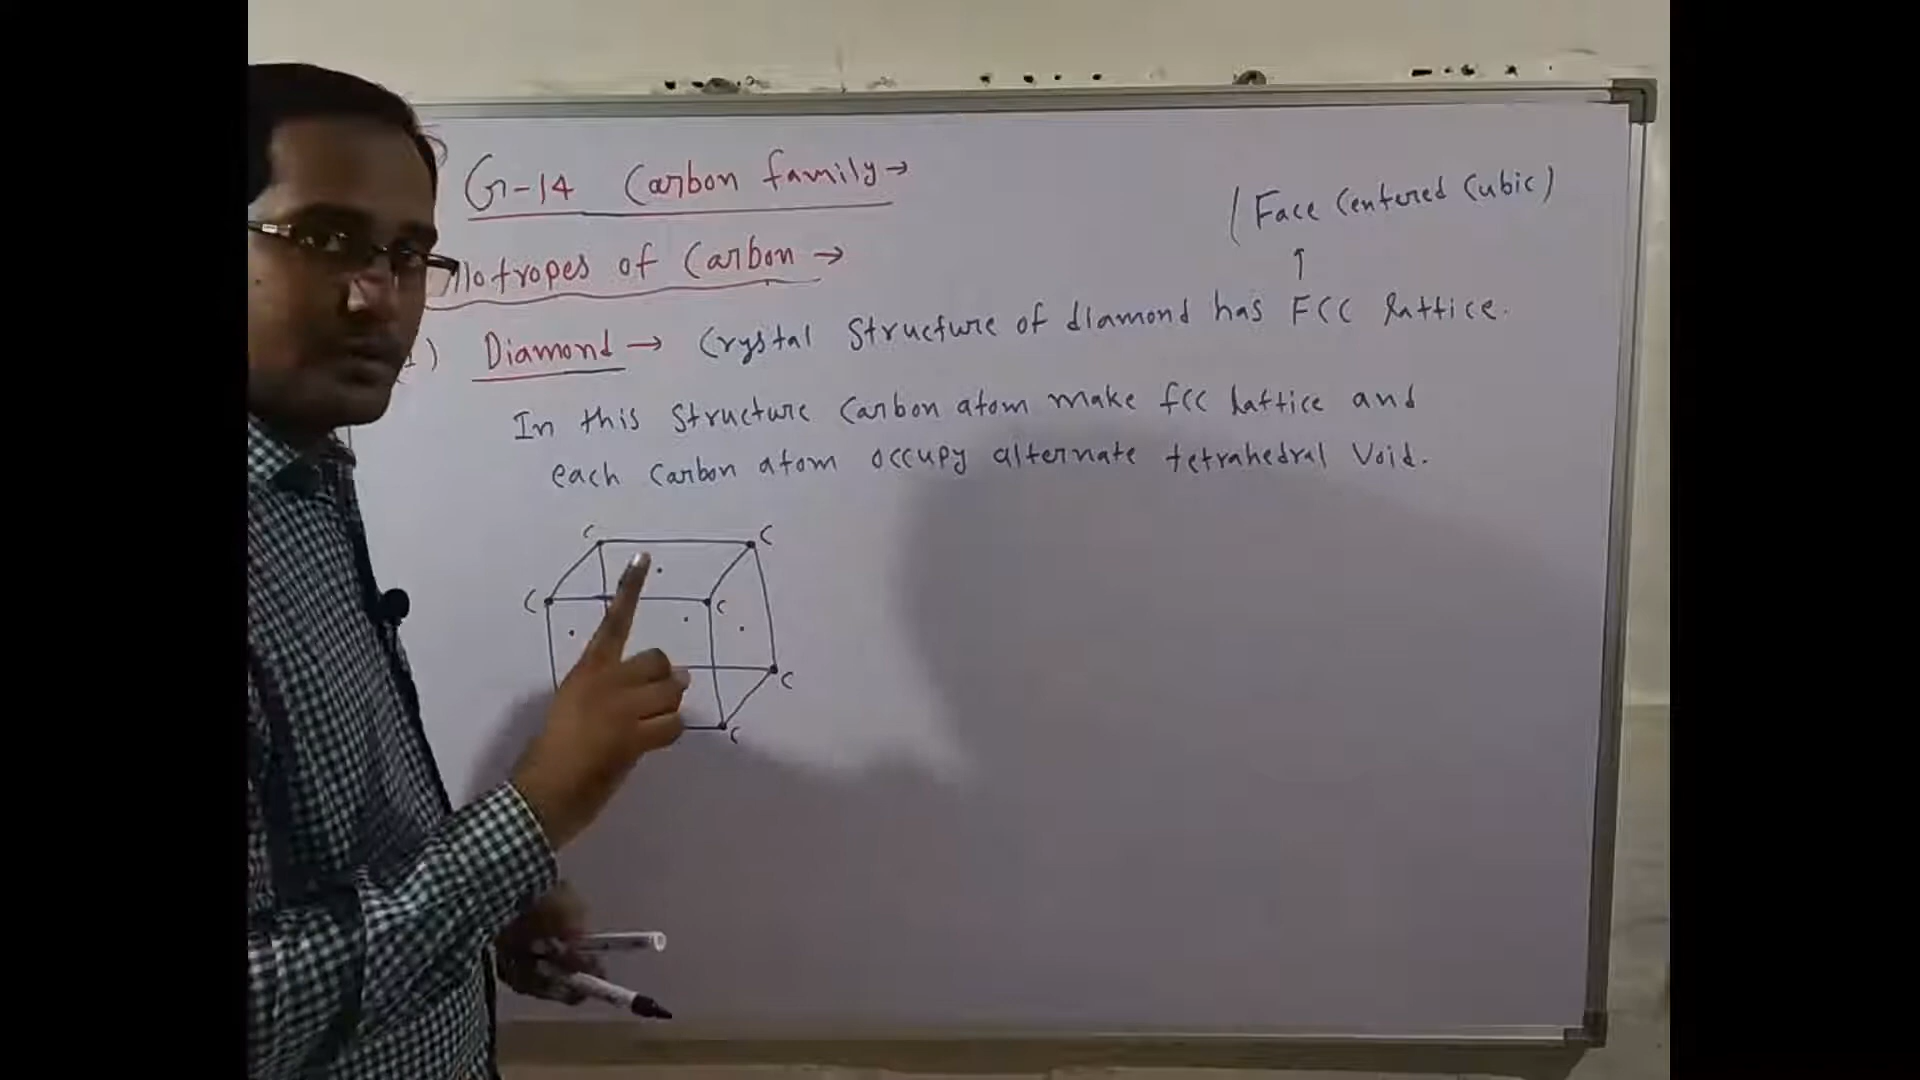 G-14 Carbon family→
(Face Centered Cubic)
↑
llotropes of Carbon →
1) Diamond → Crystal Structure of diamond has FCC lattice.
In this structure carbon atom make fcc lattice and
each carbon atom occupy alternate tetrahedral void.
C C
C C
C
C